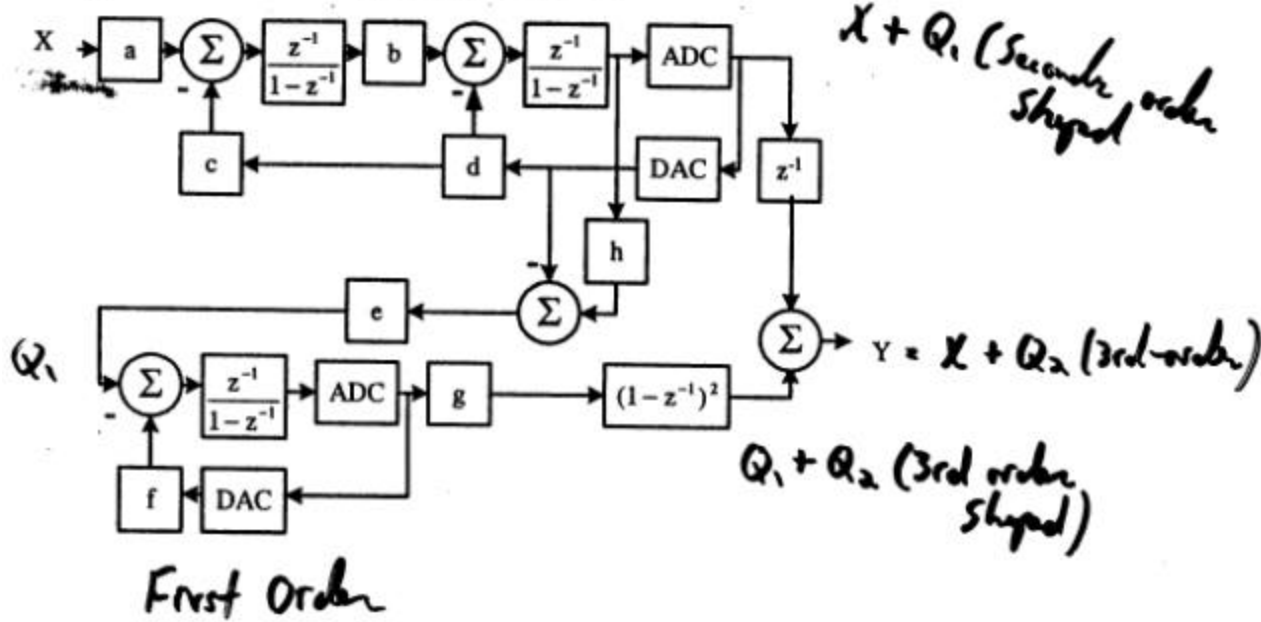 X
a
Σ
z⁻¹
1 − z⁻¹
b
Σ
z⁻¹
1 − z⁻¹
ADC
X + Q₁ (Second order
shaped
-
-
c
d
DAC
z⁻¹
h
-
e
Σ
Σ
Y = X + Q₂ (3rd-order)
Q₁
Σ
z⁻¹
1 − z⁻¹
ADC
g
(1 − z⁻¹)²
-
f
DAC
Q₁ + Q₂ (3rd order
shaped)
First Order